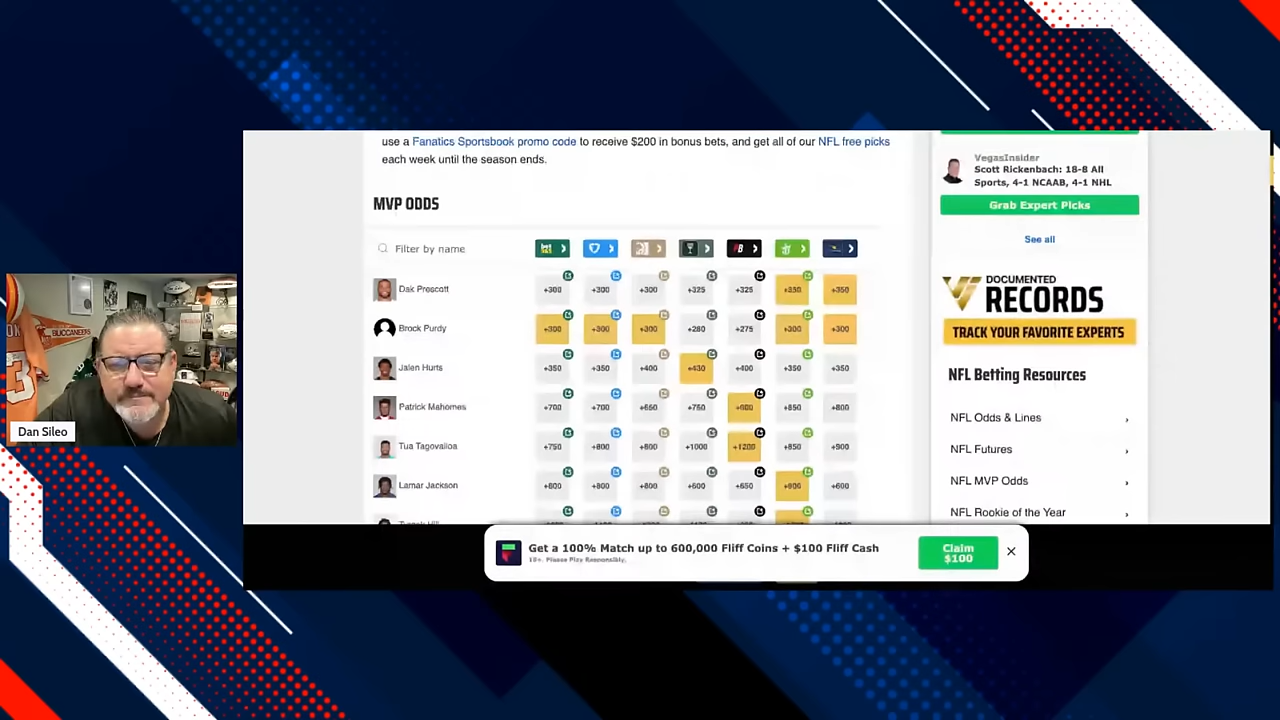 use a Fanatics Sportsbook promo code to receive $200 in bonus bets, and get all of our NFL free picks
each week until the season ends.
MVP ODDS
Filter by name
Dak Prescott +300 +300 +300 +325 +325 +350 +350
Brock Purdy +300 +300 +300 +280 +275 +300 +300
Jalen Hurts +350 +350 +400 +430 +400 +350 +350
Patrick Mahomes +700 +700 +650 +750 +850 +800
Tua Tagovailoa +750 +800 +800 +1000 +1200 +850 +900
Lamar Jackson +800 +800 +650 +600
VegasInsider
Scott Rickenbach: 18-8 All
Sports, 4-1 NCAAB, 4-1 NHL
Grab Expert Picks
See all
DOCUMENTED
RECORDS
TRACK YOUR FAVORITE EXPERTS
NFL Betting Resources
NFL Odds & Lines
NFL Futures
NFL MVP Odds
NFL Rookie of the Year
BUCCANEERS
Dan Sileo
Get a 100% Match up to 600,000 Fliff Coins + $100 Fliff Cash
18+. Please Play Responsibly.
Claim
$100